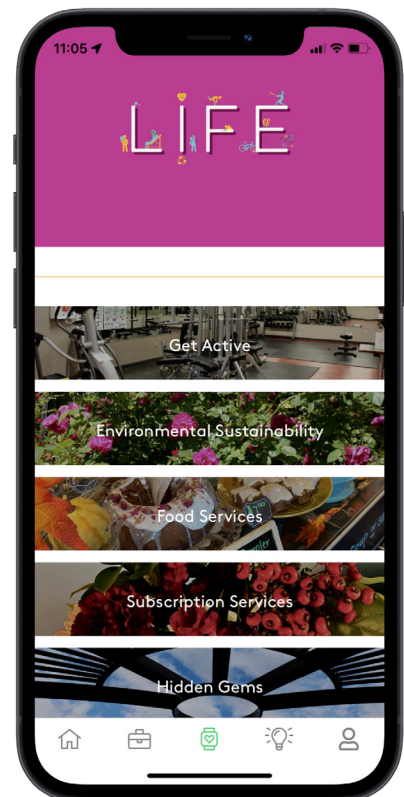 11:05
LiFE
Get Active
Environmental Sustainability
Food Services
Subscription Services
Hidden Gems